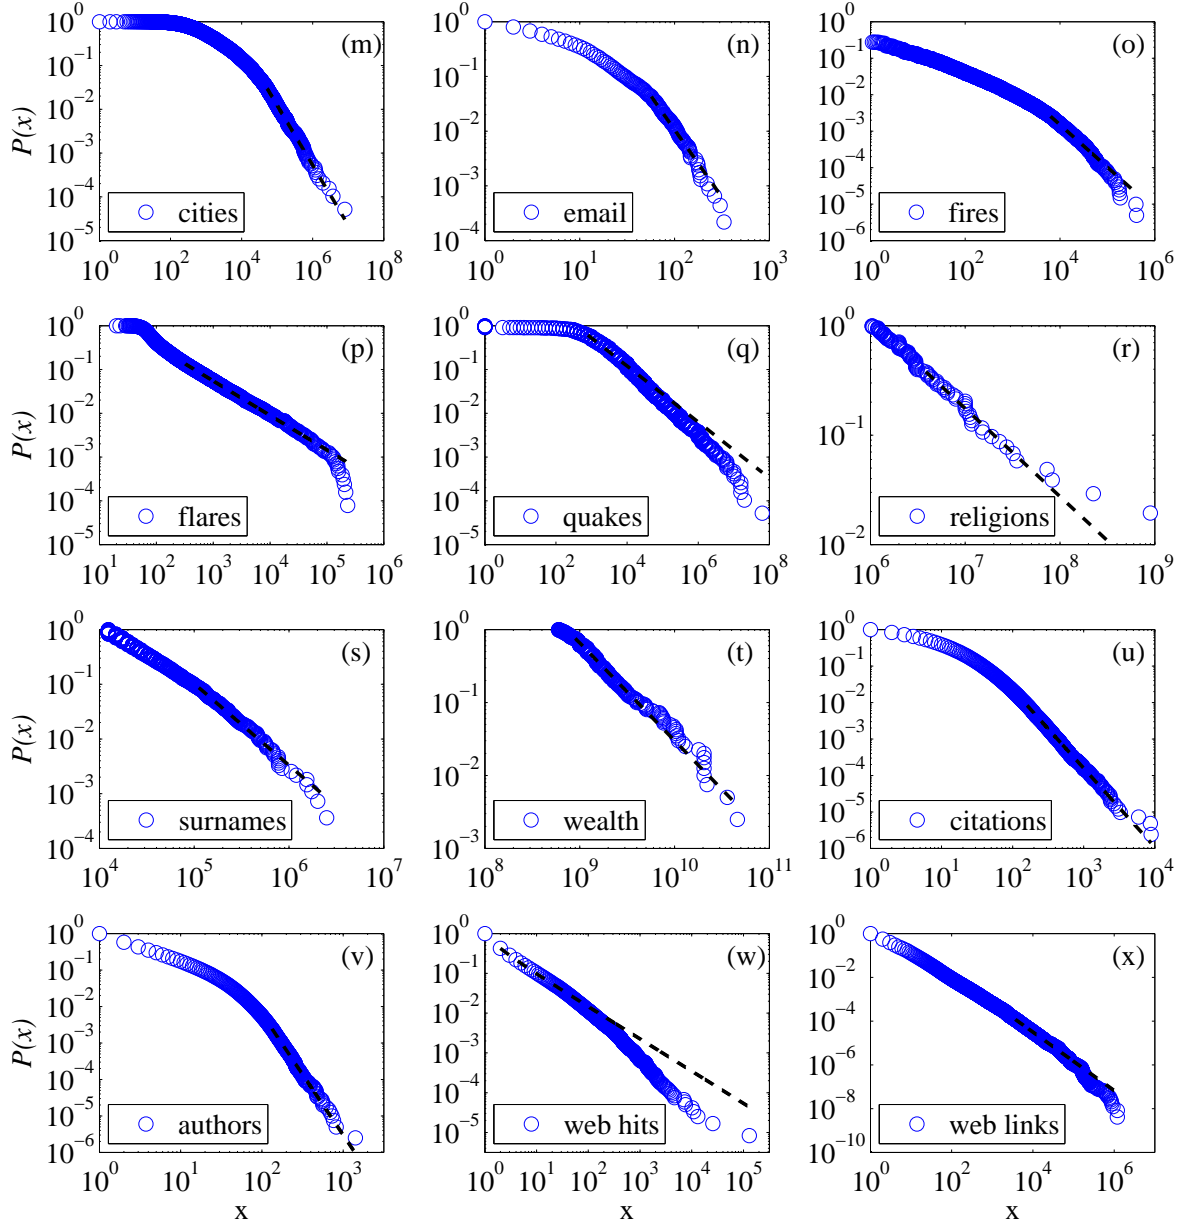 (m)
10^0
10^-1
10^-2
10^-3
10^-4
10^-5
P(x)
cities
10^0 10^2 10^4 10^6 10^8
(n)
10^0
10^-1
10^-2
10^-3
10^-4
email
10^0 10^1 10^2 10^3
(o)
10^0
10^-1
10^-2
10^-3
10^-4
10^-5
10^-6
fires
10^0 10^2 10^4 10^6
(p)
10^0
10^-1
10^-2
10^-3
10^-4
10^-5
P(x)
flares
10^1 10^2 10^3 10^4 10^5 10^6
(q)
10^0
10^-1
10^-2
10^-3
10^-4
10^-5
quakes
10^0 10^2 10^4 10^6 10^8
(r)
10^0
10^-1
10^-2
religions
10^6 10^7 10^8 10^9
(s)
10^0
10^-1
10^-2
10^-3
10^-4
P(x)
surnames
10^4 10^5 10^6 10^7
(t)
10^0
10^-1
10^-2
10^-3
wealth
10^8 10^9 10^10 10^11
(u)
10^0
10^-1
10^-2
10^-3
10^-4
10^-5
10^-6
citations
10^0 10^1 10^2 10^3 10^4
(v)
10^0
10^-1
10^-2
10^-3
10^-4
10^-5
10^-6
P(x)
authors
10^0 10^1 10^2 10^3
x
(w)
10^0
10^-1
10^-2
10^-3
10^-4
10^-5
web hits
10^0 10^1 10^2 10^3 10^4 10^5
x
(x)
10^0
10^-2
10^-4
10^-6
10^-8
10^-10
web links
10^0 10^2 10^4 10^6
x